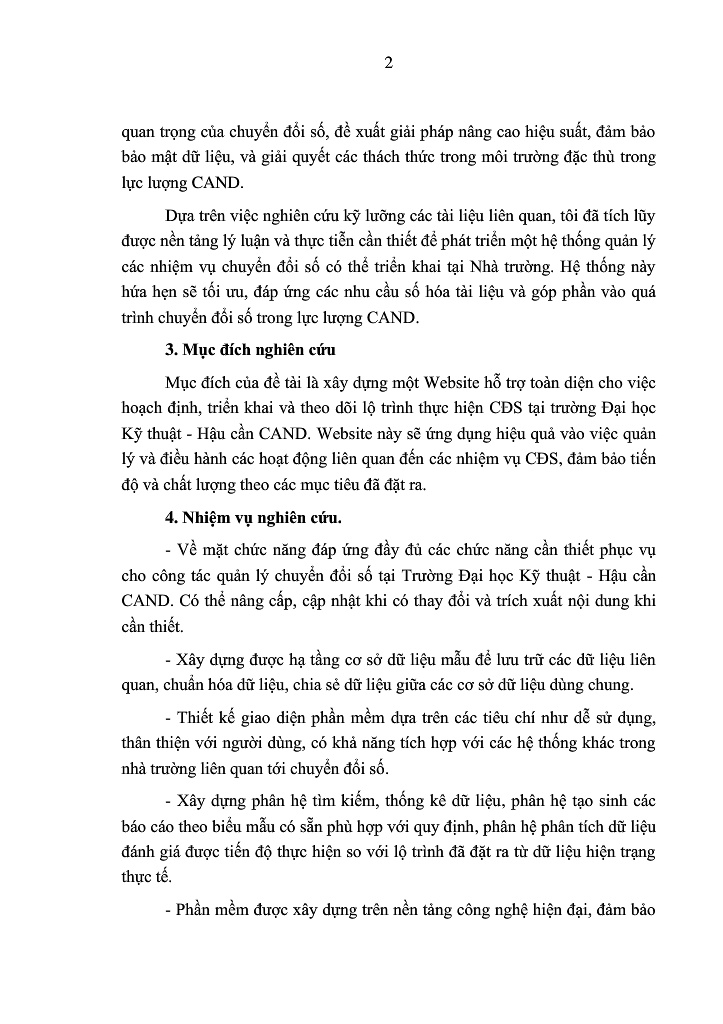 2
quan trọng của chuyển đổi số, đề xuất giải pháp nâng cao hiệu suất, đảm bảo
bảo mật dữ liệu, và giải quyết các thách thức trong môi trường đặc thù trong
lực lượng CAND.
Dựa trên việc nghiên cứu kỹ lưỡng các tài liệu liên quan, tôi đã tích lũy
được nền tảng lý luận và thực tiễn cần thiết để phát triển một hệ thống quản lý
các nhiệm vụ chuyển đổi số có thể triển khai tại Nhà trường. Hệ thống này
hứa hẹn sẽ tối ưu, đáp ứng các nhu cầu số hóa tài liệu và góp phần vào quá
trình chuyển đổi số trong lực lượng CAND.
3. Mục đích nghiên cứu
Mục đích của đề tài là xây dựng một Website hỗ trợ toàn diện cho việc
hoạch định, triển khai và theo dõi lộ trình thực hiện CĐS tại trường Đại học
Kỹ thuật - Hậu cần CAND. Website này sẽ ứng dụng hiệu quả vào việc quản
lý và điều hành các hoạt động liên quan đến các nhiệm vụ CĐS, đảm bảo tiến
độ và chất lượng theo các mục tiêu đã đặt ra.
4. Nhiệm vụ nghiên cứu.
- Về mặt chức năng đáp ứng đầy đủ các chức năng cần thiết phục vụ
cho công tác quản lý chuyển đổi số tại Trường Đại học Kỹ thuật - Hậu cần
CAND. Có thể nâng cấp, cập nhật khi có thay đổi và trích xuất nội dung khi
cần thiết.
- Xây dựng được hạ tầng cơ sở dữ liệu mẫu để lưu trữ các dữ liệu liên
quan, chuẩn hóa dữ liệu, chia sẻ dữ liệu giữa các cơ sở dữ liệu dùng chung.
- Thiết kế giao diện phần mềm dựa trên các tiêu chí như dễ sử dụng,
thân thiện với người dùng, có khả năng tích hợp với các hệ thống khác trong
nhà trường liên quan tới chuyển đổi số.
- Xây dựng phân hệ tìm kiếm, thống kê dữ liệu, phân hệ tạo sinh các
báo cáo theo biểu mẫu có sẵn phù hợp với quy định, phân hệ phân tích dữ liệu
đánh giá được tiến độ thực hiện so với lộ trình đã đặt ra từ dữ liệu hiện trạng
thực tế.
- Phần mềm được xây dựng trên nền tảng công nghệ hiện đại, đảm bảo